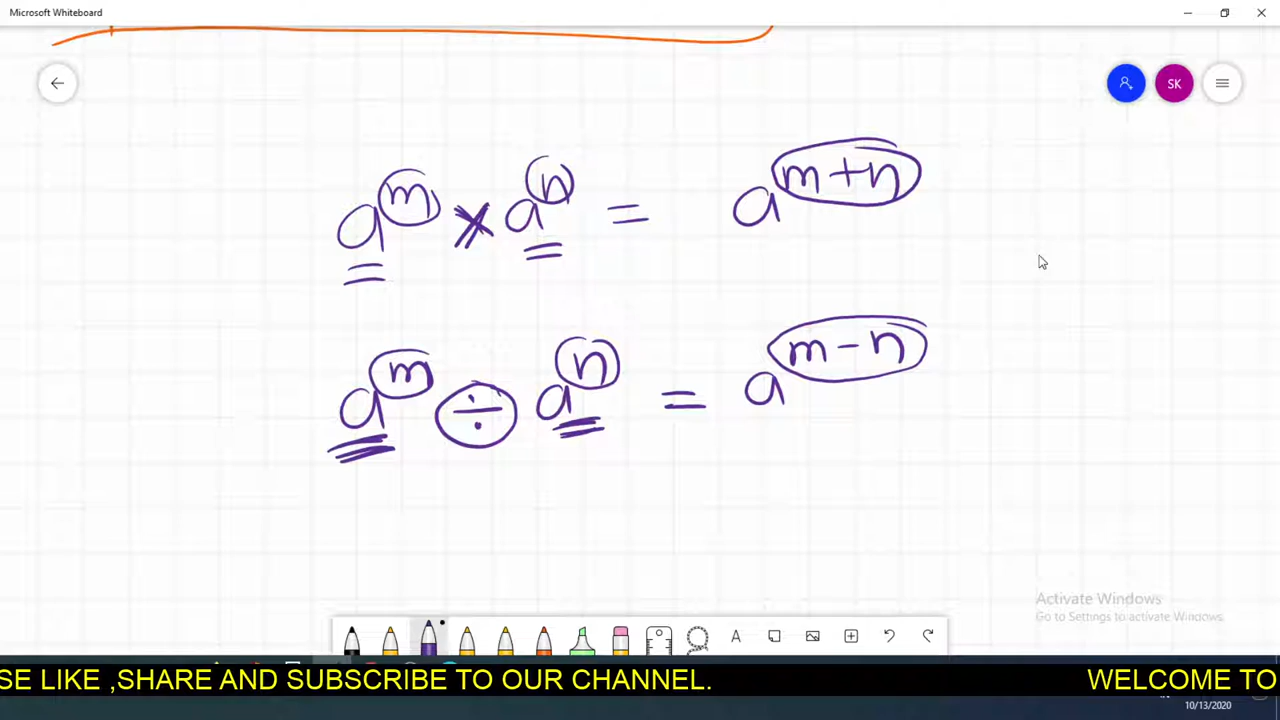 Microsoft Whiteboard
SK
a^m × a^n = a^(m+n)
a^m ÷ a^n = a^(m-n)
Activate Windows
Go to Settings to activate Windows.
A
SE LIKE ,SHARE AND SUBSCRIBE TO OUR CHANNEL. WELCOME TO
10/13/2020